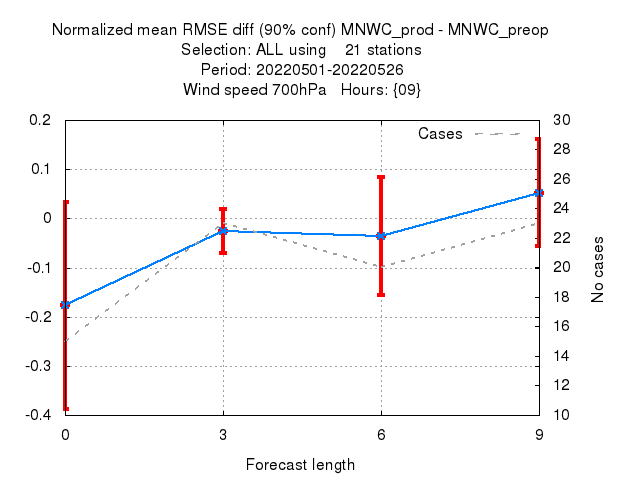 Normalized mean RMSE diff (90% conf) MNWC_prod - MNWC_preop
Selection: ALL using 21 stations
Period: 20220501-20220526
Wind speed 700hPa Hours: {09}
Cases
0.2
0.1
0
-0.1
-0.2
-0.3
-0.4
30
28
26
24
22
20
18
16
14
12
10
No cases
0 3 6 9
Forecast length